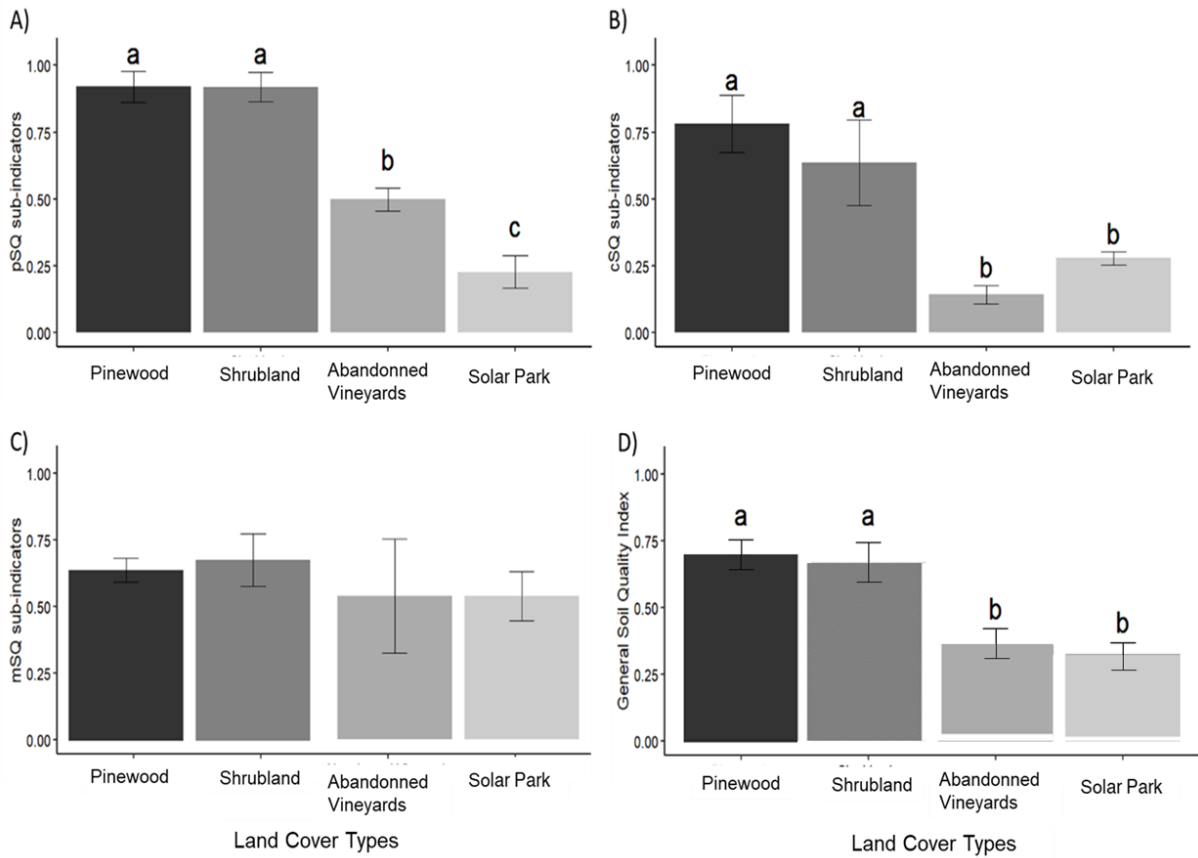 A)
pSQ sub-indicators
1.00
0.75
0.50
0.25
0.00
a
a
b
c
Pinewood
Shrubland
Abandonned
Vineyards
Solar Park
B)
cSQ sub-indicators
1.00
0.75
0.50
0.25
0.00
a
a
b
b
Pinewood
Shrubland
Abandonned
Vineyards
Solar Park
C)
mSQ sub-indicators
1.00
0.75
0.50
0.25
0.00
Pinewood
Shrubland
Abandonned
Vineyards
Solar Park
Land Cover Types
D)
General Soil Quality Index
1.00
0.75
0.50
0.25
0.00
a
a
b
b
Pinewood
Shrubland
Abandonned
Vineyards
Solar Park
Land Cover Types